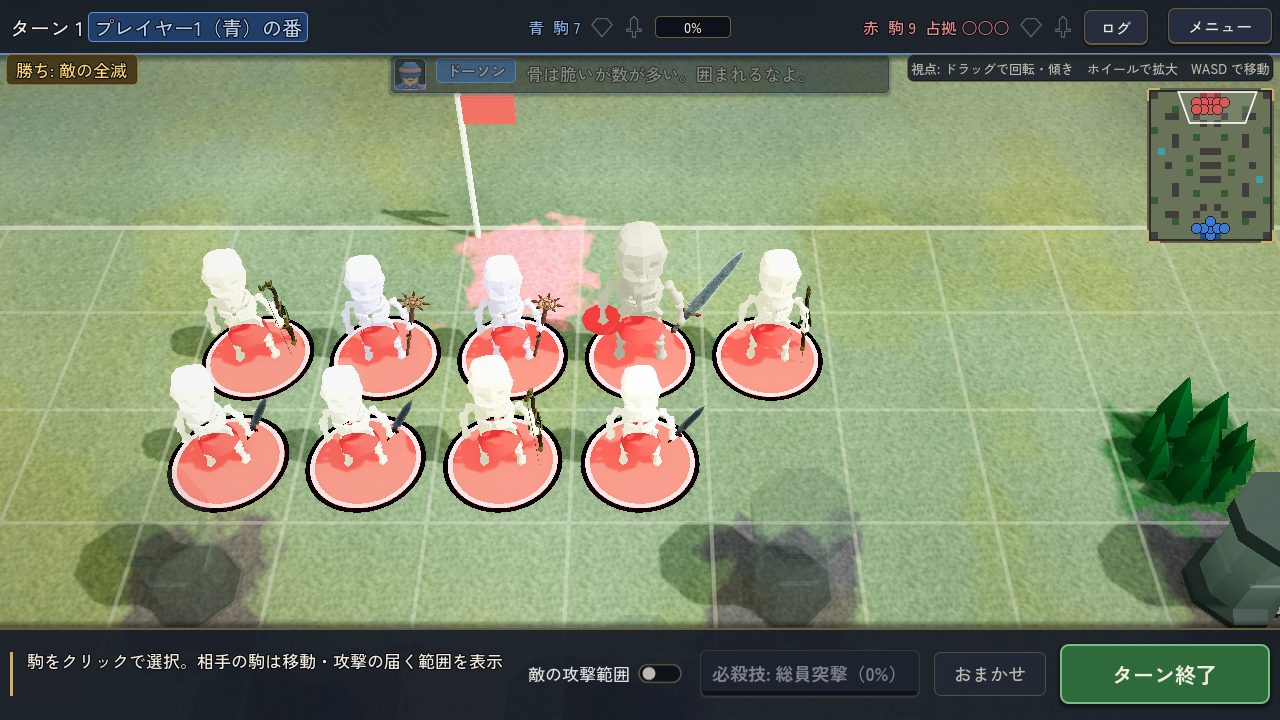 ターン 1 プレイヤー1（青）の番
青 駒 7
0%
赤 駒 9 占拠 〇〇〇
ログ
メニュー
勝ち: 敵の全滅
ドーソン
骨は脆いが数が多い。囲まれるなよ。
視点: ドラッグで回転・傾き ホイールで拡大 WASD で移動
駒をクリックで選択。相手の駒は移動・攻撃の届く範囲を表示
敵の攻撃範囲
必殺技: 総員突撃（0%）
おまかせ
ターン終了